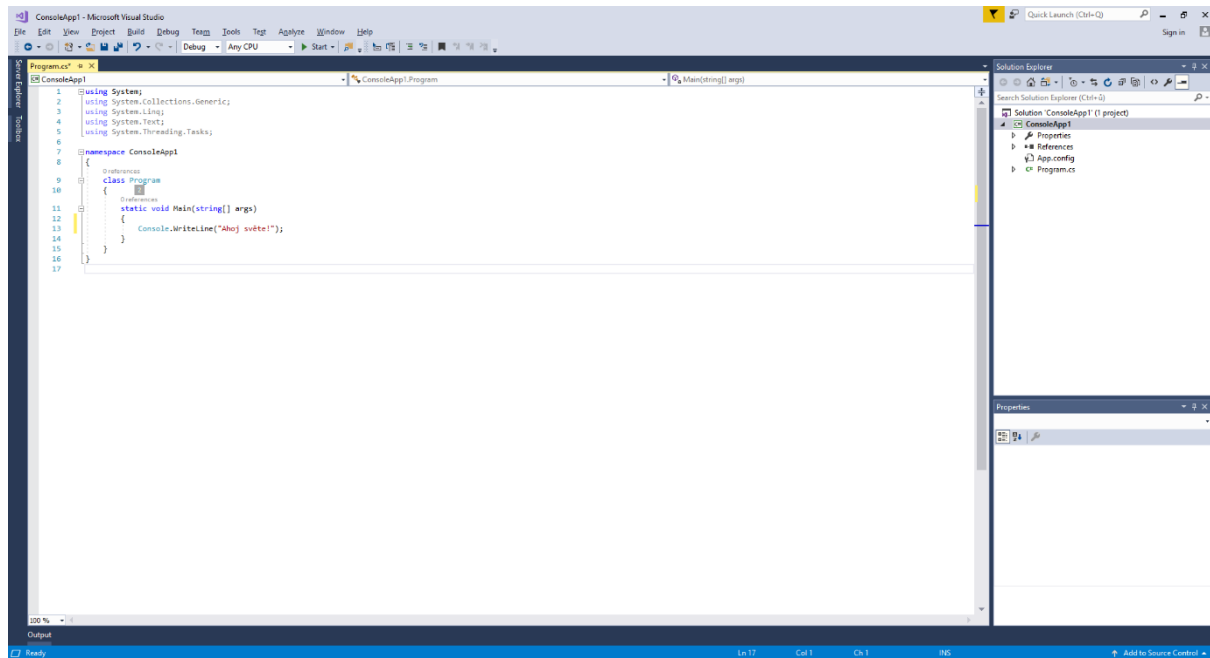 ConsoleApp1 - Microsoft Visual Studio
Quick Launch (Ctrl+Q)
File Edit View Project Build Debug Team Tools Test Analyze Window Help
Sign in
Debug Any CPU Start
Server Explorer
Toolbox
Program.cs*
ConsoleApp1 ConsoleApp1.Program Main(string[] args)
1 using System;
2 using System.Collections.Generic;
3 using System.Linq;
4 using System.Text;
5 using System.Threading.Tasks;
6
7 namespace ConsoleApp1
8 {
0 references
9 class Program
10 {
0 references
11 static void Main(string[] args)
12 {
13 Console.WriteLine("Ahoj světe!");
14 }
15 }
16 }
17
100 %
Solution Explorer
Search Solution Explorer (Ctrl+ů)
Solution 'ConsoleApp1' (1 project)
ConsoleApp1
Properties
References
App.config
Program.cs
Properties
Output
Ready Ln 17 Col 1 Ch 1 INS Add to Source Control